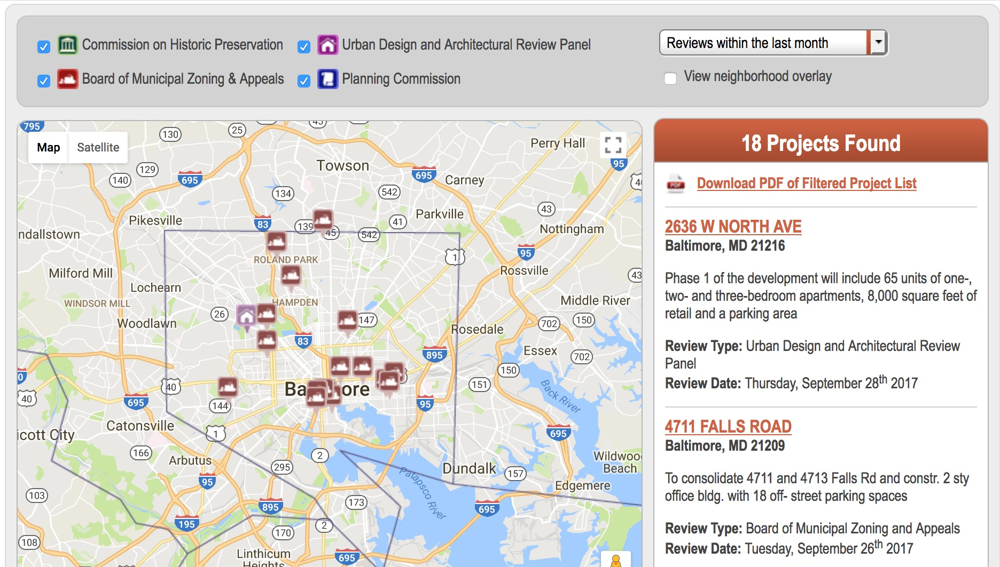 Commission on Historic Preservation
Urban Design and Architectural Review Panel
Board of Municipal Zoning & Appeals
Planning Commission
Reviews within the last month
View neighborhood overlay
Map
Satellite
795
130
25
Perry Hall
95
129
140
695
Towson
695
Carney
134
542
Pikesville
83
139
45
41
542
Parkville
43
Nottingham
ndallstown
1
95
ROLAND PARK
Milford Mill
Rossville
43
Lochearn
WINDSOR MILL
HAMPDEN
Middle River
26
Woodlawn
147
702
150
Rosedale
83
895
Essex
702
150
0
40
40
695
144
151
95
Back River
Catonsville
1
695
icott City
166
Arbutus
2
Wildwoo
Beach
295
Dundalk
157
95
Patapsco River
Edgemere
103
895
173
695
195
2
170
108
Linthicum
Heights
695
18 Projects Found
PDF
Download PDF of Filtered Project List
2636 W NORTH AVE
Baltimore, MD 21216
Phase 1 of the development will include 65 units of one-,
two- and three-bedroom apartments, 8,000 square feet of
retail and a parking area
Review Type: Urban Design and Architectural Review
Panel
Review Date: Thursday, September 28th 2017
4711 FALLS ROAD
Baltimore, MD 21209
To consolidate 4711 and 4713 Falls Rd and constr. 2 sty
office bldg. with 18 off- street parking spaces
Review Type: Board of Municipal Zoning and Appeals
Review Date: Tuesday, September 26th 2017